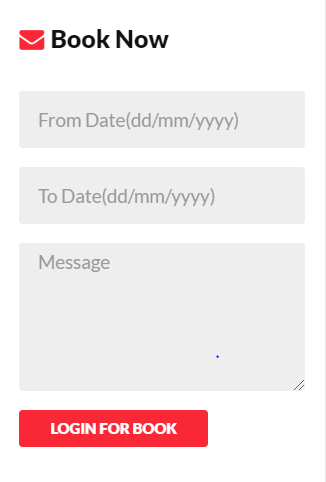 Book Now
From Date(dd/mm/yyyy)
To Date(dd/mm/yyyy)
Message
LOGIN FOR BOOK